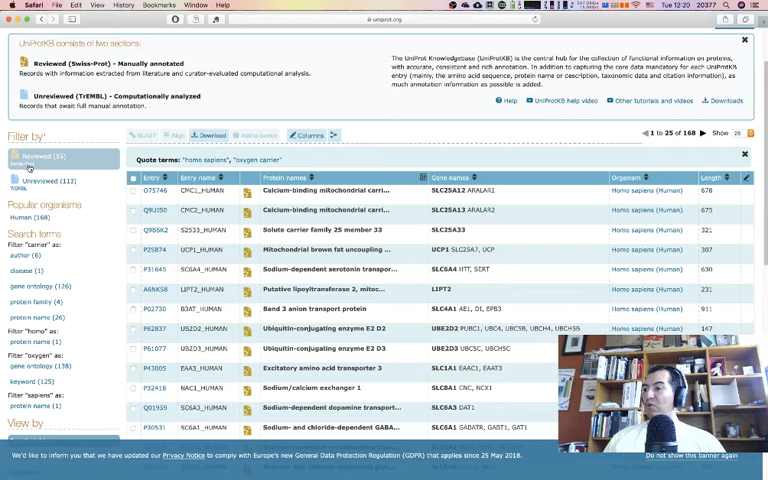 Safari File Edit View History Bookmarks Window Help
Tue 12:20 20377
uniprot.org
UniProtKB consists of two sections:
Reviewed (Swiss-Prot) - Manually annotated
Records with information extracted from literature and curator-evaluated computational analysis.
Unreviewed (TrEMBL) - Computationally analyzed
Records that await full manual annotation.
The UniProt Knowledgebase (UniProtKB) is the central hub for the collection of functional information on proteins,
with accurate, consistent and rich annotation. In addition to capturing the core data mandatory for each UniProtKB
entry (mainly, the amino acid sequence, protein name or description, taxonomic data and citation information), as
much annotation information as possible is added.
Help UniProtKB help video Other tutorials and videos Downloads
Filter by
BLAST Align Download Add to basket Columns
1 to 25 of 168 Show 25
Reviewed (55)
Swiss-Prot
Unreviewed (113)
TrEMBL
Popular organisms
Human (168)
Search terms
Filter "carrier" as:
author (6)
disease (1)
gene ontology (126)
protein family (4)
protein name (26)
Filter "homo" as:
protein name (1)
Filter "oxygen" as:
gene ontology (138)
keyword (125)
Filter "sapiens" as:
protein name (1)
View by
Quote terms: "homo sapiens", "oxygen carrier"
Entry Entry name Protein names Gene names Organism Length
O75746 CMC1_HUMAN Calcium-binding mitochondrial carri... SLC25A12 ARALAR1 Homo sapiens (Human) 678
Q9UJS0 CMC2_HUMAN Calcium-binding mitochondrial carri... SLC25A13 ARALAR2 Homo sapiens (Human) 675
Q9BSK2 S2533_HUMAN Solute carrier family 25 member 33 SLC25A33 Homo sapiens (Human) 321
P25874 UCP1_HUMAN Mitochondrial brown fat uncoupling ... UCP1 SLC25A7, UCP Homo sapiens (Human) 307
P31645 SC6A4_HUMAN Sodium-dependent serotonin transpor... SLC6A4 HTT, SERT Homo sapiens (Human) 630
A6NK58 LIPT2_HUMAN Putative lipoyltransferase 2, mitoc... LIPT2 Homo sapiens (Human) 231
P02730 B3AT_HUMAN Band 3 anion transport protein SLC4A1 AE1, DI, EPB3 Homo sapiens (Human) 911
P62837 UB2D2_HUMAN Ubiquitin-conjugating enzyme E2 D2 UBE2D2 PUBC1, UBC4, UBC5B, UBCH4, UBCH5B Homo sapiens (Human) 147
P61077 UB2D3_HUMAN Ubiquitin-conjugating enzyme E2 D3 UBE2D3 UBC5C, UBCH5C
P43005 EAA3_HUMAN Excitatory amino acid transporter 3 SLC1A1 EAAC1, EAAT3
P32418 NAC1_HUMAN Sodium/calcium exchanger 1 SLC8A1 CNC, NCX1
Q01959 SC6A3_HUMAN Sodium-dependent dopamine transport... SLC6A3 DAT1
P30531 SC6A1_HUMAN Sodium- and chloride-dependent GABA... SLC6A1 GABATR, GABT1, GAT1
We'd like to inform you that we have updated our Privacy Notice to comply with Europe's new General Data Protection Regulation (GDPR) that applies since 25 May 2018.
Do not show this banner again